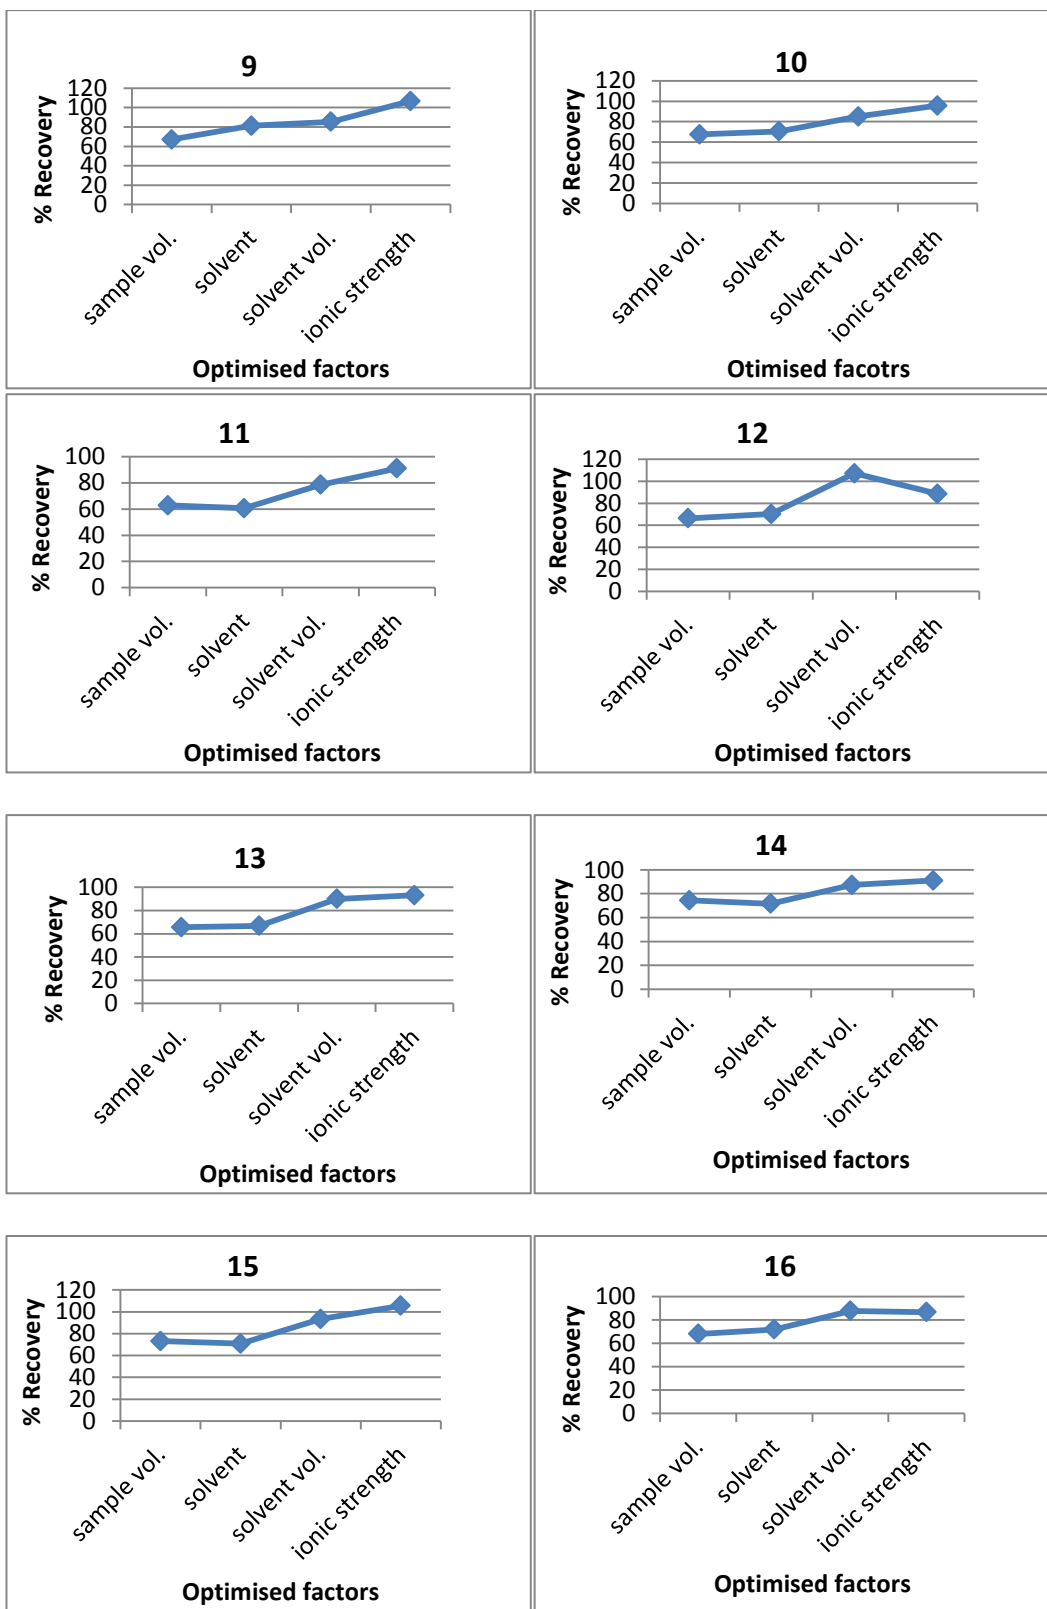 9
% Recovery
120
100
80
60
40
20
0
sample vol.
solvent
solvent vol.
ionic strength
Optimised factors
10
% Recovery
120
100
80
60
40
20
0
sample vol.
solvent
solvent vol.
ionic strength
Otimised facotrs
11
% Recovery
100
80
60
40
20
0
sample vol.
solvent
solvent vol.
ionic strength
Optimised factors
12
% Recovery
120
100
80
60
40
20
0
sample vol.
solvent
solvent vol.
ionic strength
Optimised factors
13
% Recovery
100
80
60
40
20
0
sample vol.
solvent
solvent vol.
ionic strength
Optimised factors
14
% Recovery
100
80
60
40
20
0
sample vol.
solvent
solvent vol.
ionic strength
Optimised factors
15
% Recovery
120
100
80
60
40
20
0
sample vol.
solvent
solvent vol.
ionic strength
Optimised factors
16
% Recovery
100
80
60
40
20
0
sample vol.
solvent
solvent vol.
ionic strength
Optimised factors